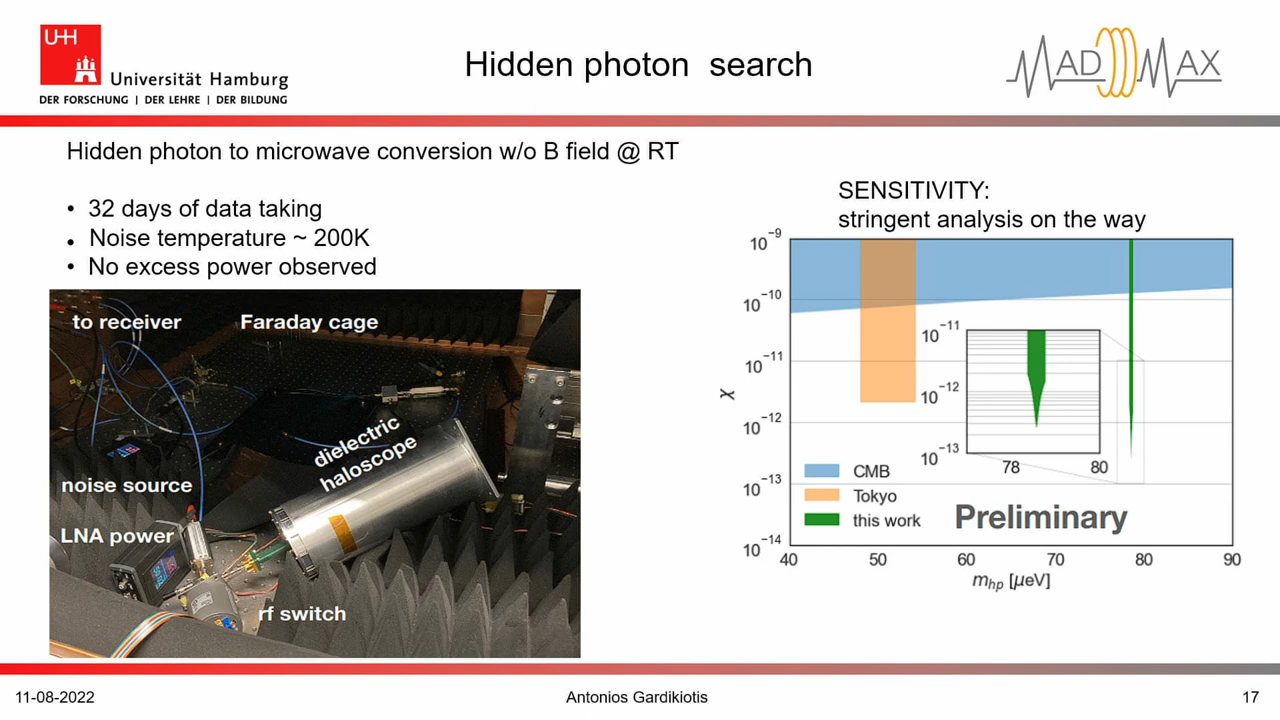 UHH
Universität Hamburg
DER FORSCHUNG | DER LEHRE | DER BILDUNG
Hidden photon search
MADMAX
Hidden photon to microwave conversion w/o B field @ RT
• 32 days of data taking
• Noise temperature ~ 200K
• No excess power observed
to receiver
Faraday cage
dielectric
haloscope
noise source
LNA power
rf switch
SENSITIVITY:
stringent analysis on the way
10⁻⁹
10⁻¹⁰
10⁻¹¹
10⁻¹²
10⁻¹³
10⁻¹⁴
χ
10⁻¹¹
10⁻¹²
10⁻¹³
78 80
CMB
Tokyo
this work
Preliminary
40 50 60 70 80 90
m_hp [μeV]
11-08-2022
Antonios Gardikiotis
17